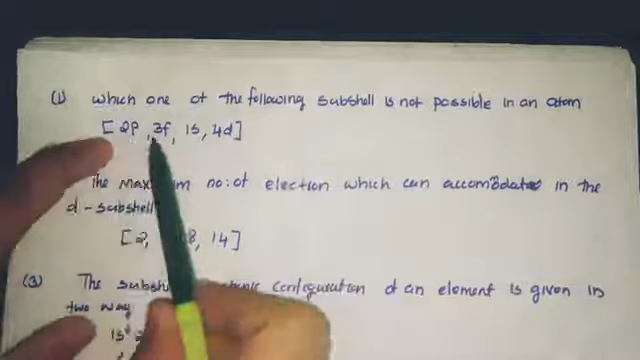 (1) which one of the following subshell is not possible in an atom
[2P, 3f, 1s, 4d]
The no: of electron which can accomodate in the
d - subshell
[2, 8, 14]
(3) The configuration of an element is given in
two way
1s²